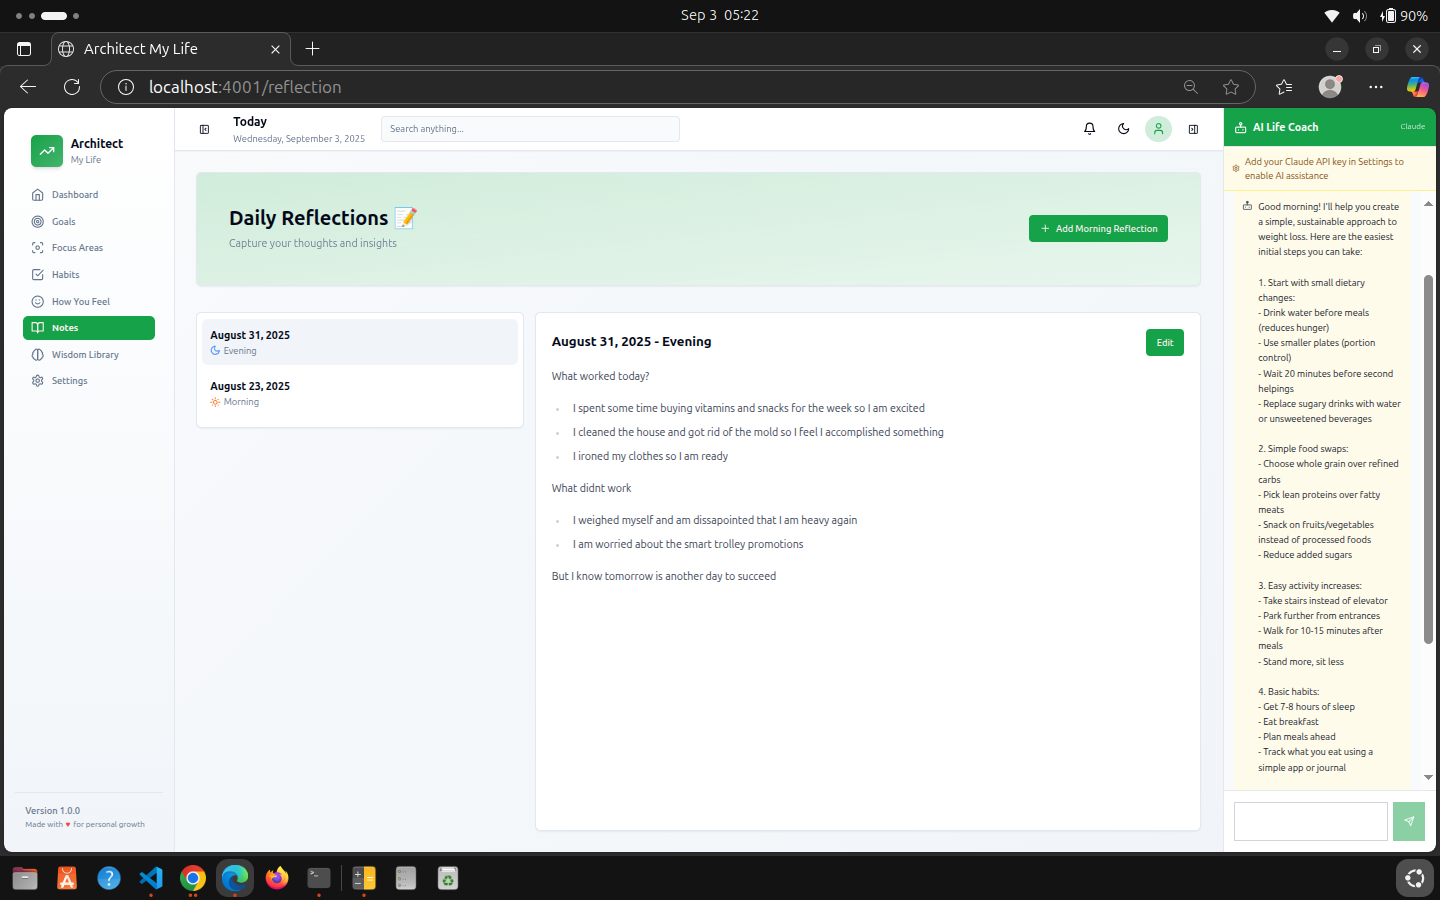 Sep 3 05:22
90%
Architect My Life
localhost:4001/reflection
Architect
My Life
Dashboard
Goals
Focus Areas
Habits
How You Feel
Notes
Wisdom Library
Settings
Version 1.0.0
Made with ♥ for personal growth
Today
Wednesday, September 3, 2025
Search anything...
Daily Reflections 📝
Capture your thoughts and insights
Add Morning Reflection
August 31, 2025
Evening
August 23, 2025
Morning
August 31, 2025 - Evening
Edit
What worked today?
I spent some time buying vitamins and snacks for the week so I am excited
I cleaned the house and got rid of the mold so I feel I accomplished something
I ironed my clothes so I am ready
What didnt work
I weighed myself and am dissapointed that I am heavy again
I am worried about the smart trolley promotions
But I know tomorrow is another day to succeed
AI Life Coach
Claude
Add your Claude API key in Settings to
enable AI assistance
Good morning! I'll help you create
a simple, sustainable approach to
weight loss. Here are the easiest
initial steps you can take:
1. Start with small dietary
changes:
- Drink water before meals
(reduces hunger)
- Use smaller plates (portion
control)
- Wait 20 minutes before second
helpings
- Replace sugary drinks with water
or unsweetened beverages
2. Simple food swaps:
- Choose whole grain over refined
carbs
- Pick lean proteins over fatty
meats
- Snack on fruits/vegetables
instead of processed foods
- Reduce added sugars
3. Easy activity increases:
- Take stairs instead of elevator
- Park further from entrances
- Walk for 10-15 minutes after
meals
- Stand more, sit less
4. Basic habits:
- Get 7-8 hours of sleep
- Eat breakfast
- Plan meals ahead
- Track what you eat using a
simple app or journal